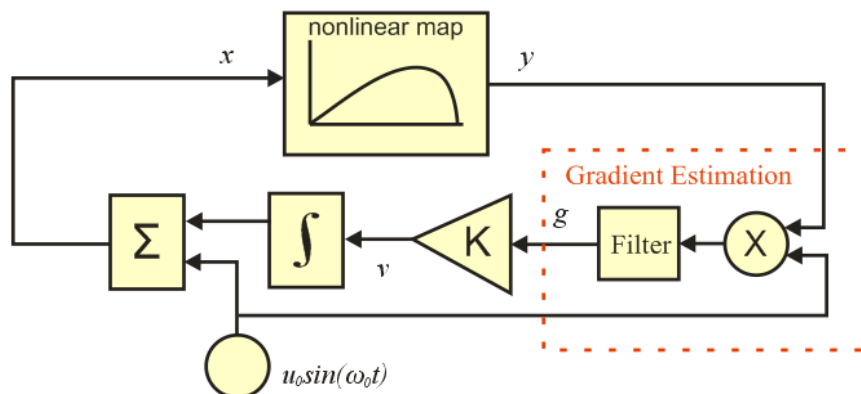 nonlinear map
x
y
Gradient Estimation
Σ
∫
v
K
g
Filter
X
u₀sin(ω₀t)